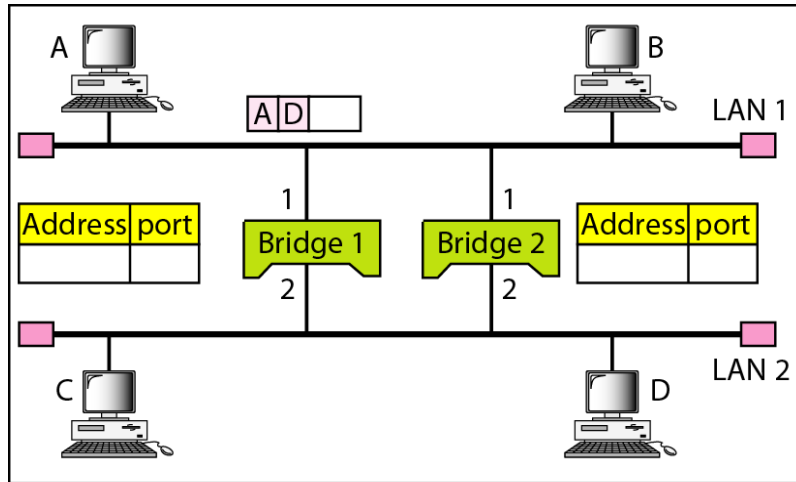 A
B
A D
LAN 1
1
1
Address port
Bridge 1
Bridge 2
Address port
2
2
C
D
LAN 2